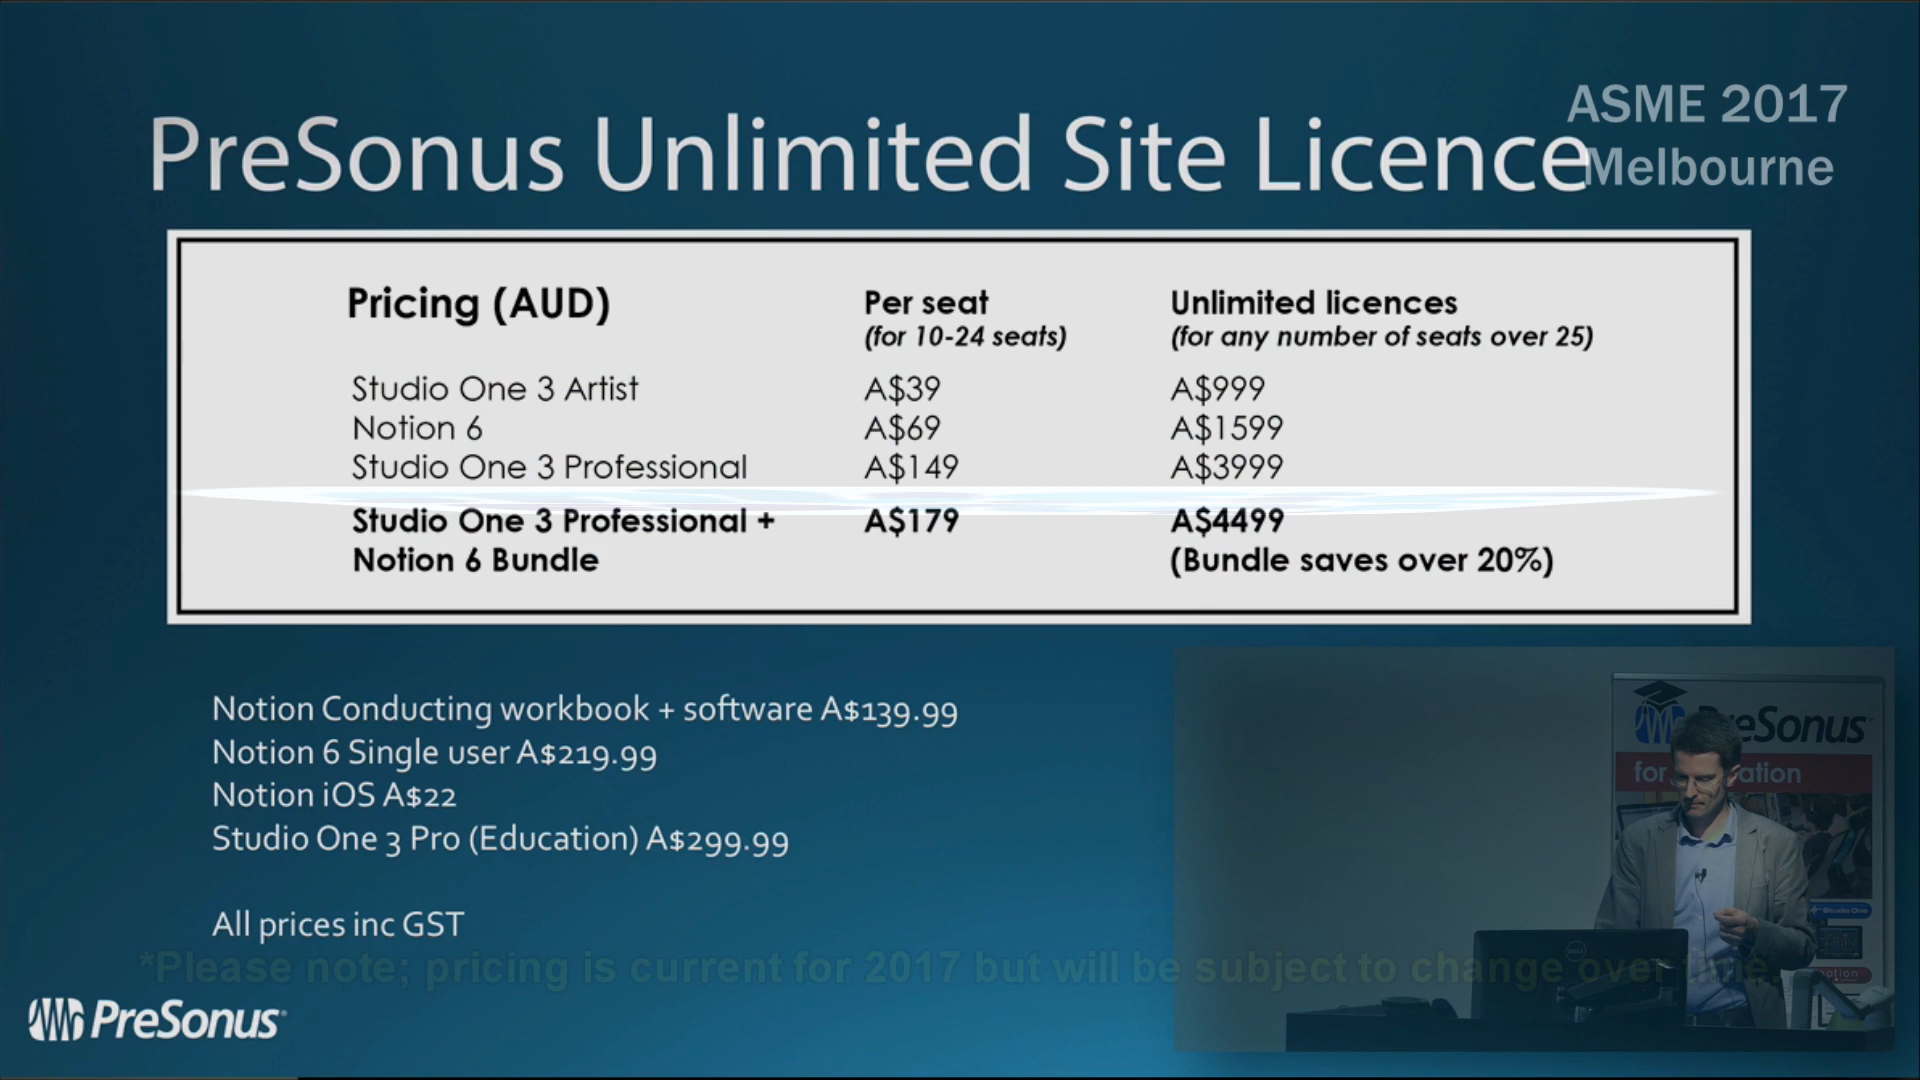 ASME 2017
Melbourne
PreSonus Unlimited Site Licence
Pricing (AUD) Per seat Unlimited licences
(for 10-24 seats) (for any number of seats over 25)
Studio One 3 Artist A$39 A$999
Notion 6 A$69 A$1599
Studio One 3 Professional A$149 A$3999
Studio One 3 Professional + A$179 A$4499
Notion 6 Bundle (Bundle saves over 20%)
Notion Conducting workbook + software A$139.99
Notion 6 Single user A$219.99
Notion iOS A$22
Studio One 3 Pro (Education) A$299.99
All prices inc GST
*Please note; pricing is current for 2017 but will be subject to change over time.
PreSonus
PreSonus
for
Studio One